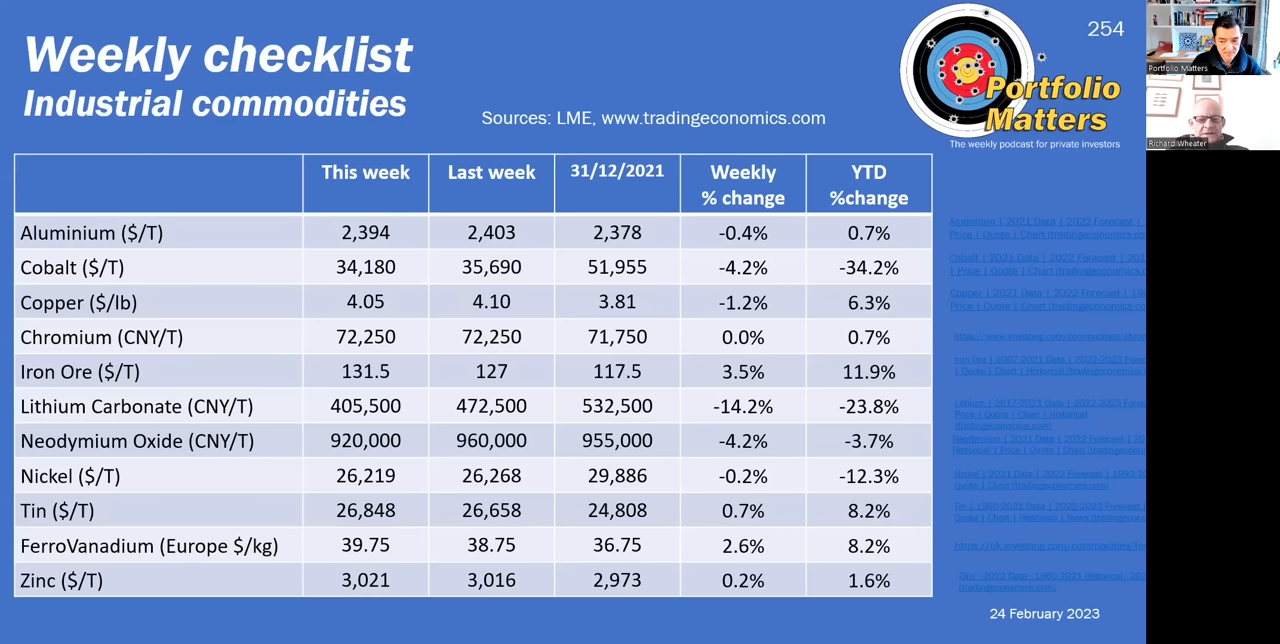 Weekly checklist
Industrial commodities
Sources: LME, www.tradingeconomics.com
254
Portfolio
Matters
The weekly podcast for private investors
Portfolio Matters
Richard Wheater
This week Last week 31/12/2021 Weekly % change YTD %change
Aluminium ($/T) 2,394 2,403 2,378 -0.4% 0.7%
Cobalt ($/T) 34,180 35,690 51,955 -4.2% -34.2%
Copper ($/lb) 4.05 4.10 3.81 -1.2% 6.3%
Chromium (CNY/T) 72,250 72,250 71,750 0.0% 0.7%
Iron Ore ($/T) 131.5 127 117.5 3.5% 11.9%
Lithium Carbonate (CNY/T) 405,500 472,500 532,500 -14.2% -23.8%
Neodymium Oxide (CNY/T) 920,000 960,000 955,000 -4.2% -3.7%
Nickel ($/T) 26,219 26,268 29,886 -0.2% -12.3%
Tin ($/T) 26,848 26,658 24,808 0.7% 8.2%
FerroVanadium (Europe $/kg) 39.75 38.75 36.75 2.6% 8.2%
Zinc ($/T) 3,021 3,016 2,973 0.2% 1.6%
24 February 2023